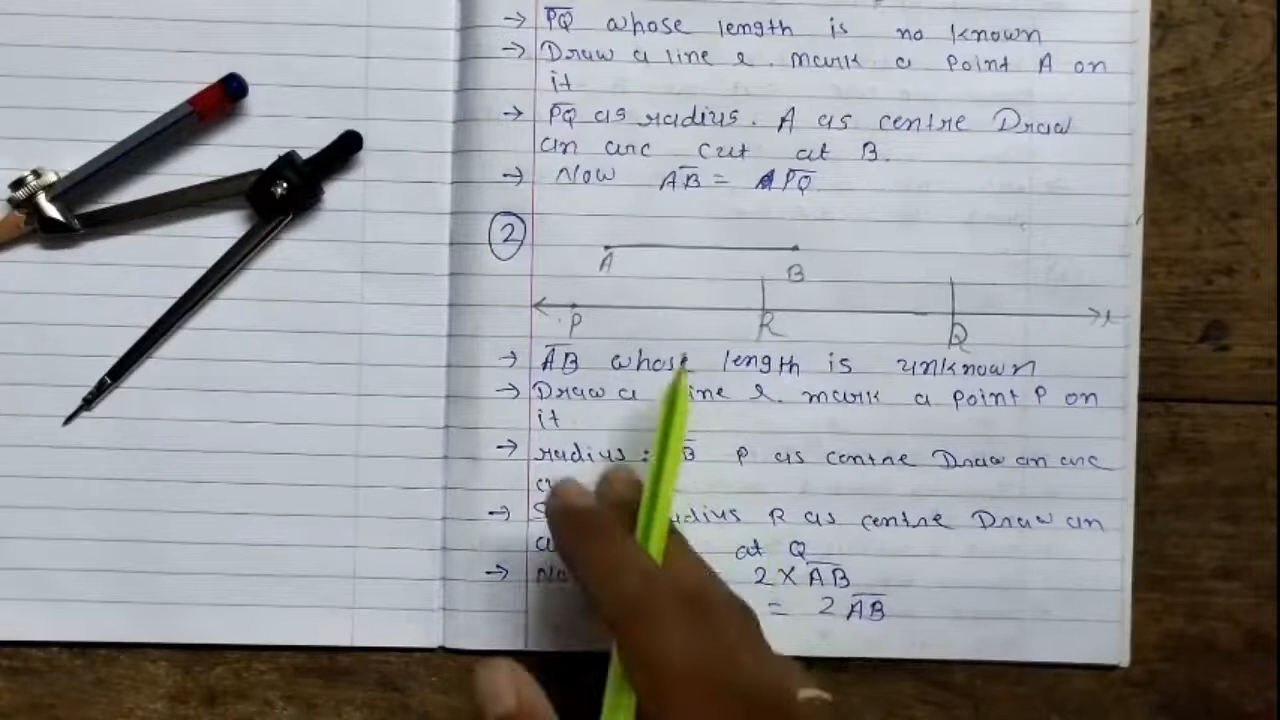 → PQ whose length is no known
→ Draw a line l. mark a point A on
it
→ PQ as radius. A as centre Draw
an arc cut at B.
→ Now AB = PQ
2
A B
P R Q l
→ AB whose length is unknown
→ Draw a line l. mark a point P on
it
→ radius: B P as centre Draw an arc
→ R as centre Draw an
at Q
→ 2 X AB
= 2 AB